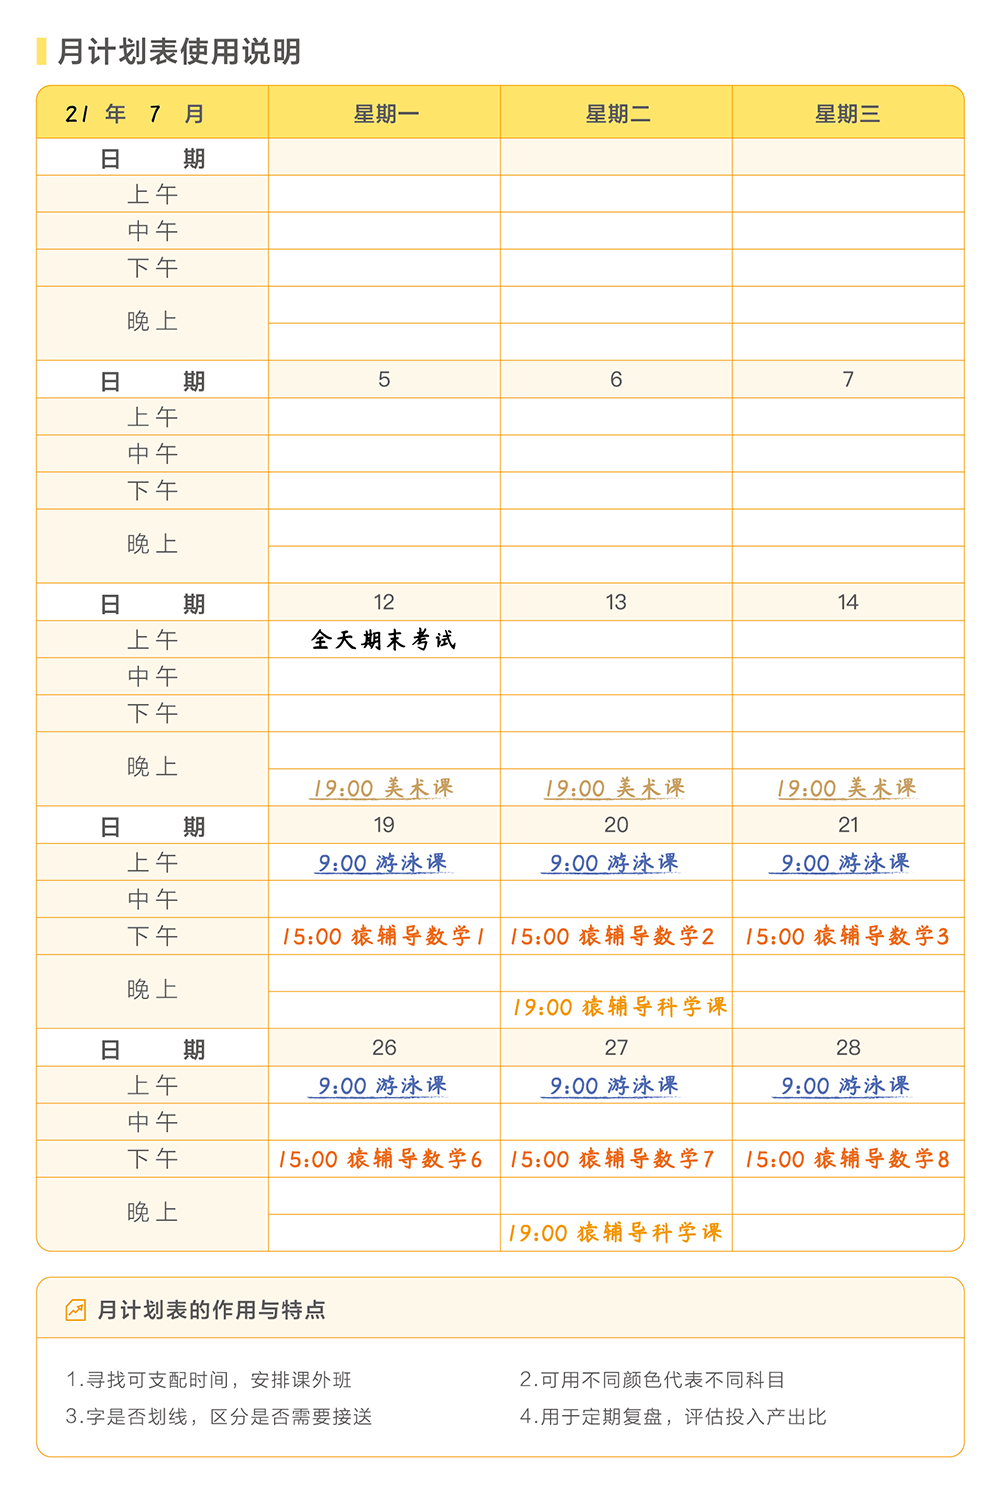 月计划表使用说明
21 年 7 月 星期一 星期二 星期三
日 期
上午
中午
下午
晚上
日 期 5 6 7
上午
中午
下午
晚上
日 期 12 13 14
上午 全天期末考试
中午
下午
晚上
19:00 美术课 19:00 美术课 19:00 美术课
日 期 19 20 21
上午 9:00 游泳课 9:00 游泳课 9:00 游泳课
中午
下午 15:00 猿辅导数学1 15:00 猿辅导数学2 15:00 猿辅导数学3
晚上
19:00 猿辅导科学课
日 期 26 27 28
上午 9:00 游泳课 9:00 游泳课 9:00 游泳课
中午
下午 15:00 猿辅导数学6 15:00 猿辅导数学7 15:00 猿辅导数学8
晚上
19:00 猿辅导科学课
月计划表的作用与特点
1.寻找可支配时间，安排课外班 2.可用不同颜色代表不同科目
3.字是否划线，区分是否需要接送 4.用于定期复盘，评估投入产出比